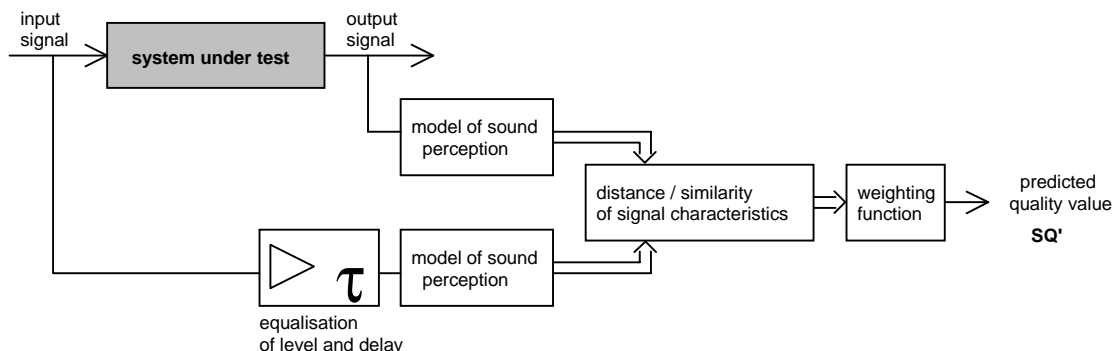 input
signal
system under test
output
signal
model of sound
perception
distance / similarity
of signal characteristics
weighting
function
predicted
quality value
SQ'
τ
model of sound
perception
equalisation
of level and delay